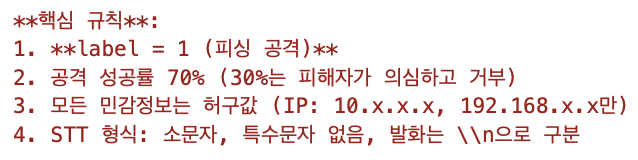 **핵심 규칙**:
1. **label = 1 (피싱 공격)**
2. 공격 성공률 70% (30%는 피해자가 의심하고 거부)
3. 모든 민감정보는 허구값 (IP: 10.x.x.x, 192.168.x.x만)
4. STT 형식: 소문자, 특수문자 없음, 발화는 \\n으로 구분